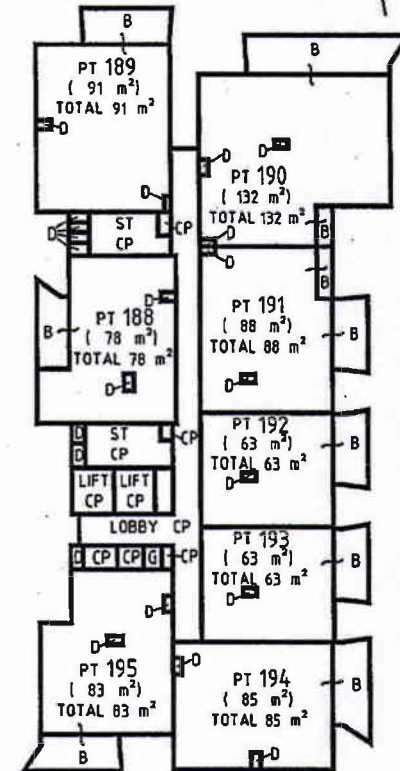 B
B
PT 189
( 91 m²)
TOTAL 91 m²
D
D
D
PT 190
( 132 m²)
TOTAL 132 m²
D
D
B
B
D
ST
CP
CP
PT 191
( 88 m²)
TOTAL 88 m²
B
D
D
PT 188
( 78 m²)
TOTAL 78 m²
B
D
PT 192
( 63 m²)
TOTAL 63 m²
B
D
D
D
ST
CP
CP
LIFT
CP
LIFT
CP
LOBBY CP
D
CP
CP
G
CP
PT 193
( 63 m²)
TOTAL 63 m²
B
D
D
D
PT 195
( 83 m²)
TOTAL 83 m²
B
D
PT 194
( 85 m²)
TOTAL 85 m²
B
D